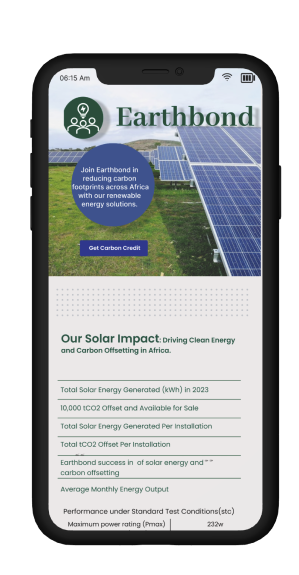 06:15 Am
Earthbond
Join Earthbond in
reducing carbon
footprints across Africa
with our renewable
energy solutions.
Get Carbon Credit
Our Solar Impact: Driving Clean Energy
and Carbon Offsetting in Africa.
Total Solar Energy Generated (kWh) in 2023
10,000 tCO2 Offset and Available for Sale
Total Solar Energy Generated Per Installation
Total tCO2 Offset Per Installation
Earthbond success in of solar energy and
carbon offsetting
Average Monthly Energy Output
Performance under Standard Test Conditions(stc)
Maximum power rating (Pmax) 232w